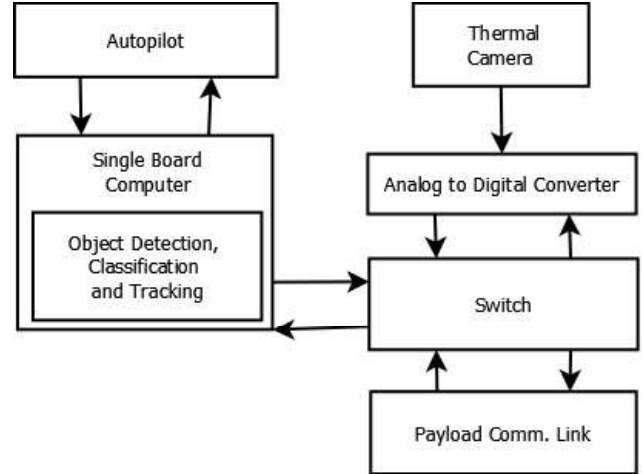 Autopilot
Thermal
Camera
Single Board
Computer
Analog to Digital Converter
Object Detection,
Classification
and Tracking
Switch
Payload Comm. Link